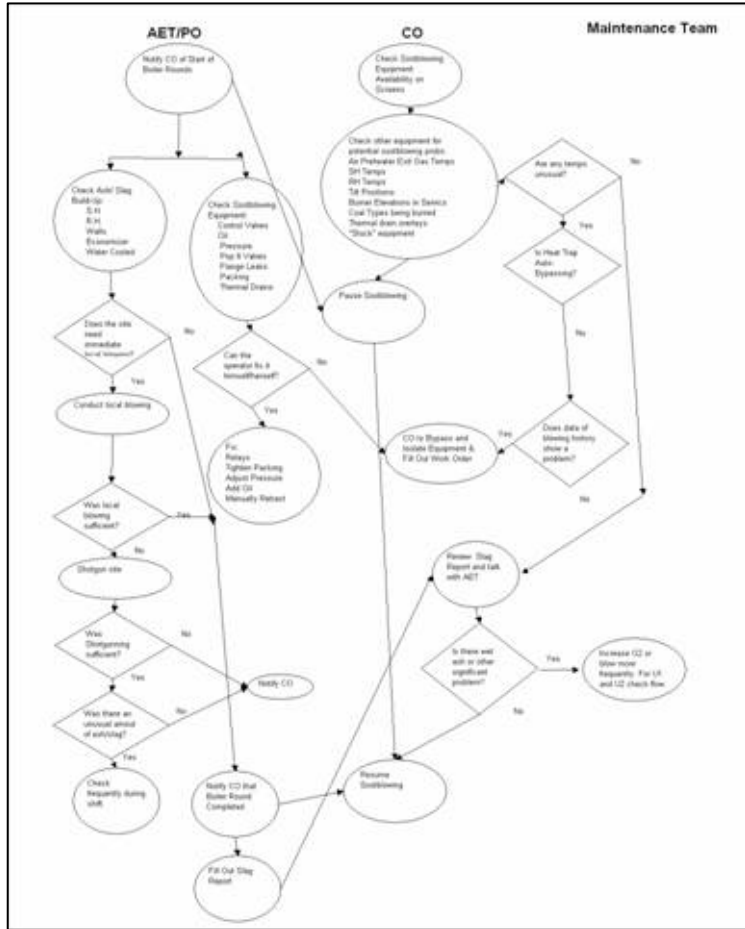 AET/PO
CO
Maintenance Team
Notify CO of Start of
Boiler Rounds
Check Sootblowing
Equipment
Availability on
Screens
Check other equipment for
potential sootblowing probs
Air Preheater Exit Gas Temps
SH Temps
RH Temps
Tilt Positions
Burner Elevations in Service
Coal Types being burned
Thermal drain overlays
"Stuck" equipment
Are any temps
unusual?
No
Yes
Is Heat Trap
Auto
Bypassing?
No
Check Ash/ Slag
Build-Up:
S.H.
R.H.
Walls
Economizer
Water Cooled
Check Sootblowing
Equipment:
Control Valves
Oil
Pressure
Pop It Valves
Flange Leaks
Packing
Thermal Drains
Pause Sootblowing
Does the site
need
immediate
local
No
Yes
Can the
operator fix it
No
Yes
Conduct local blowing
Fix:
Relays
Tighten Packing
Adjust Pressure
Add Oil
Manually Retract
CO to Bypass and
Isolate Equipment &
Fill Out Work Order
Yes
Does data of
blowing history
show a
problem?
No
Was local
blowing
sufficient?
Yes
No
Shotgun site
Review Slag
Report and talk
with AET
Was
Shotgunning
sufficient?
No
Yes
Notify CO
Is there wet
ash or other
significant
problem?
Yes
No
Increase O2 or
blow more
frequently. For U1
and U2 check flow.
Was there an
unusual amount
of ash/slag?
No
Yes
Check
frequently during
shift
Notify CO that
Boiler Round
Completed
Resume
Sootblowing
Fill Out Slag
Report